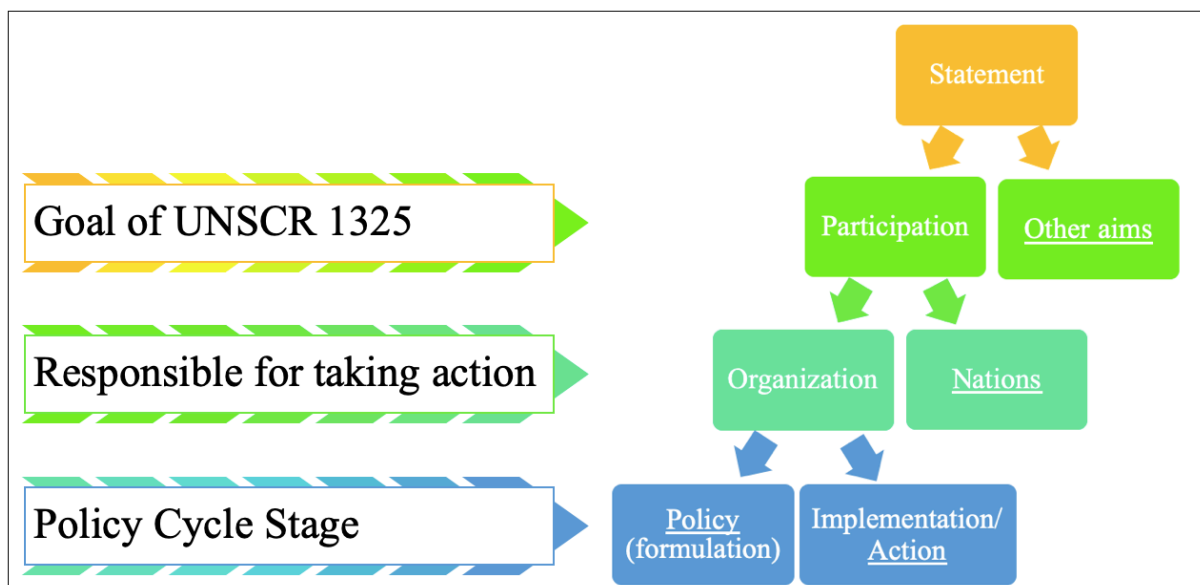 Statement
Goal of UNSCR 1325
Participation
Other aims
Responsible for taking action
Organization
Nations
Policy Cycle Stage
Policy
(formulation)
Implementation/
Action